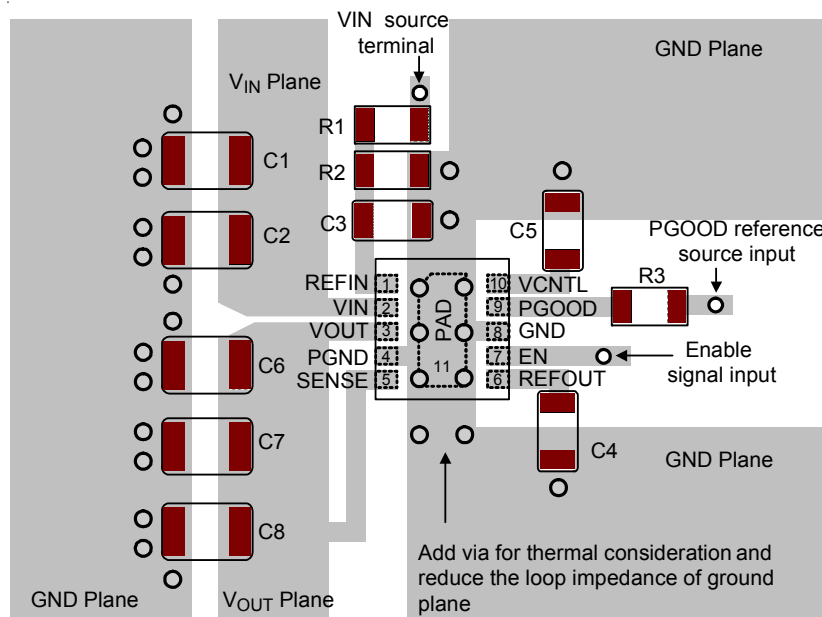 VIN source
terminal
GND Plane
VIN Plane
R1
C1
R2
C3
C2
C5
PGOOD reference
source input
R3
REFIN 1
10 VCNTL
VIN 2
9 PGOOD
VOUT 3
8 GND
PAD
PGND 4
11
7 EN
SENSE 5
6 REFOUT
Enable
signal input
C6
C7
C4
GND Plane
C8
Add via for thermal consideration and
reduce the loop impedance of ground
plane
GND Plane
VOUT Plane